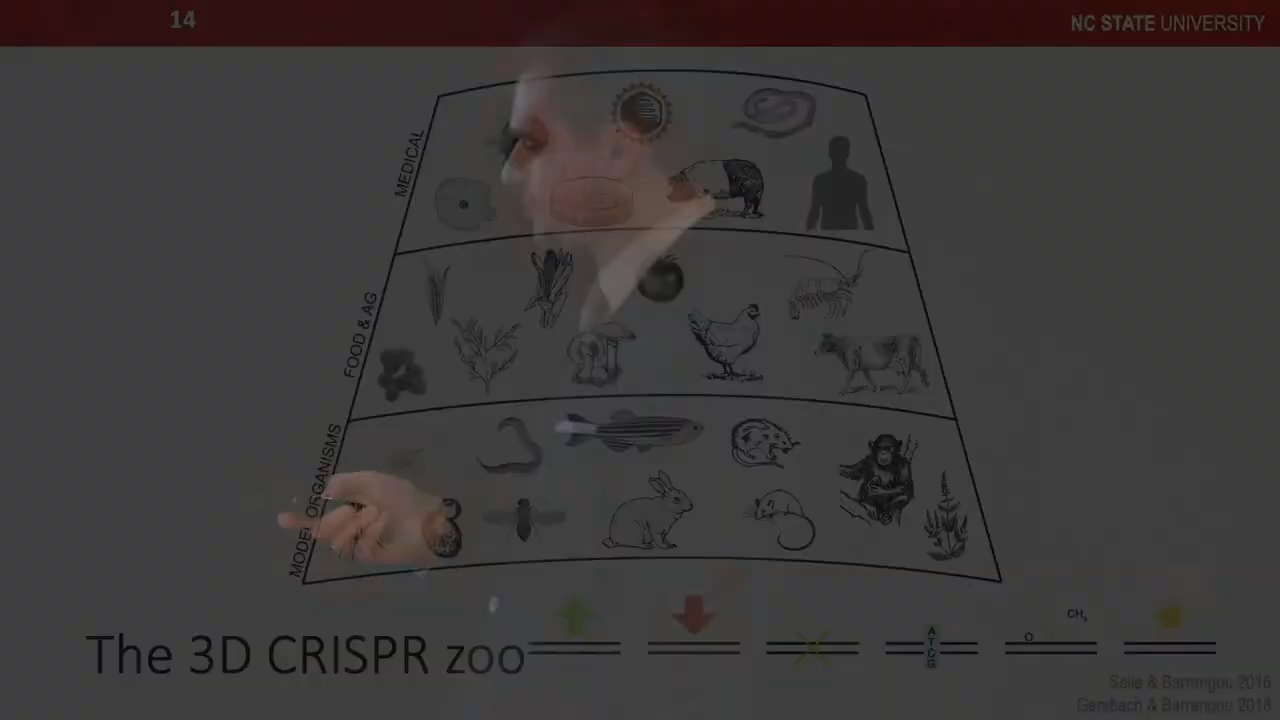 14
NC STATE UNIVERSITY
MEDICAL
FOOD & AG
MODEL ORGANISMS
The 3D CRISPR zoo
A
T
C
G
O
CH3
Selle & Barrangou 2016
Gersbach & Barrangou 2018